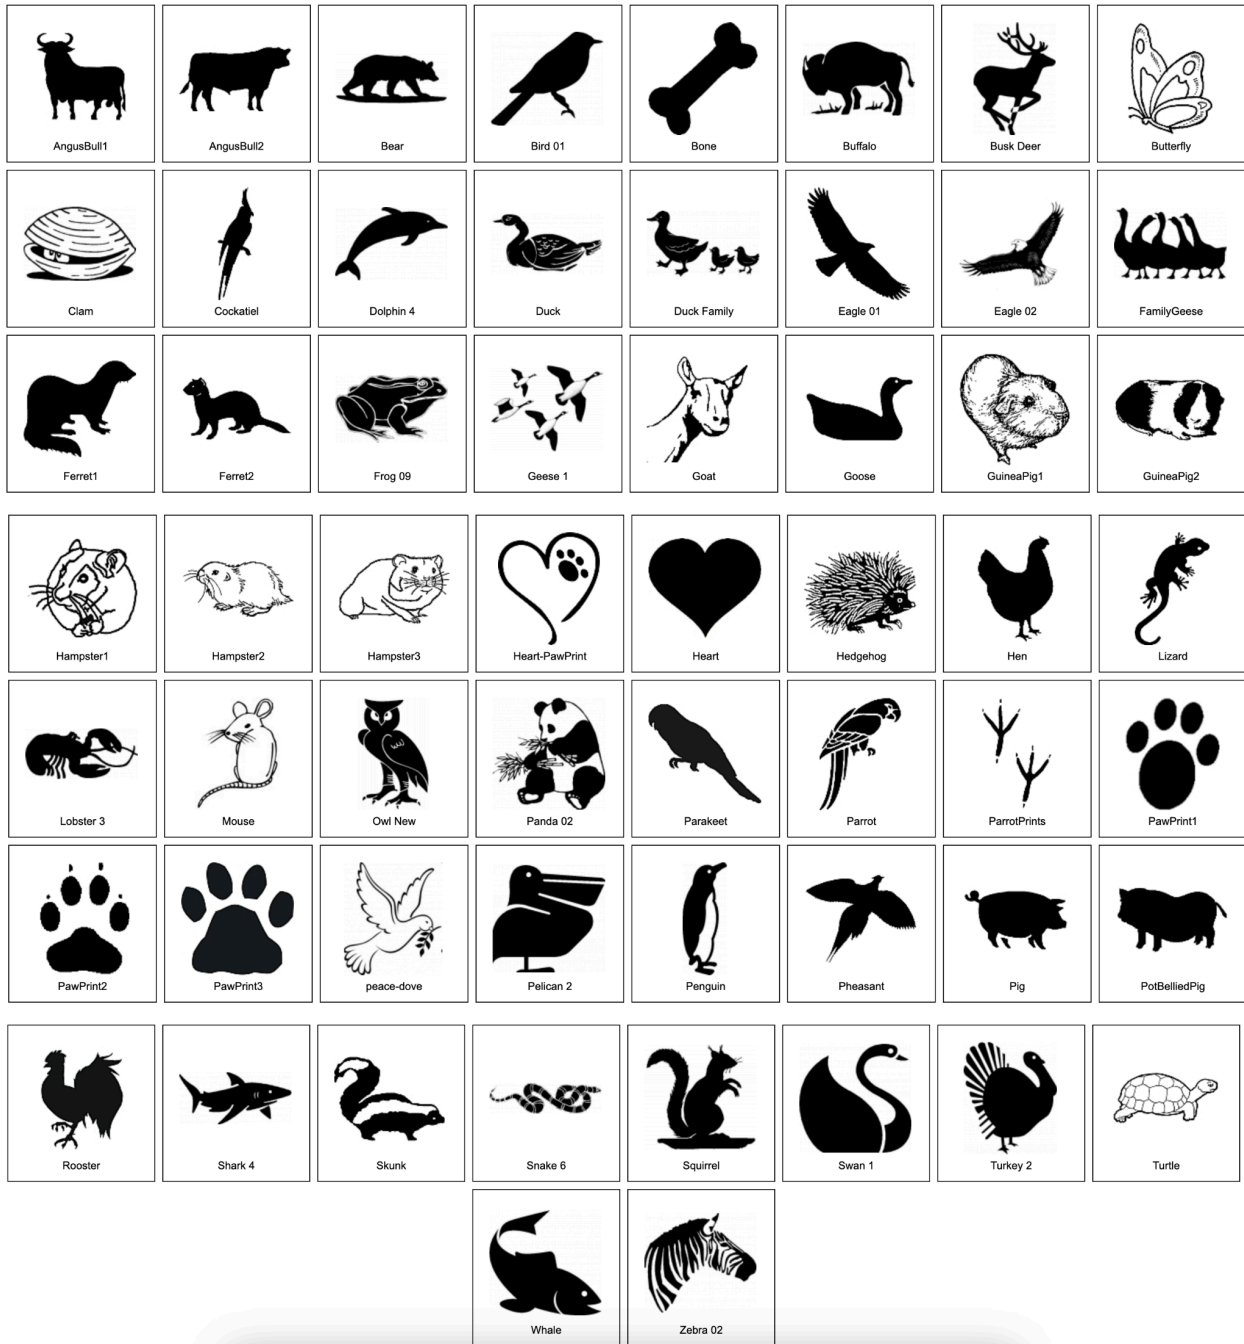 AngusBull1 AngusBull2 Bear Bird 01 Bone Buffalo Busk Deer Butterfly
Clam Cockatiel Dolphin 4 Duck Duck Family Eagle 01 Eagle 02 FamilyGeese
Ferret1 Ferret2 Frog 09 Geese 1 Goat Goose GuineaPig1 GuineaPig2
Hampster1 Hampster2 Hampster3 Heart-PawPrint Heart Hedgehog Hen Lizard
Lobster 3 Mouse Owl New Panda 02 Parakeet Parrot ParrotPrints PawPrint1
PawPrint2 PawPrint3 peace-dove Pelican 2 Penguin Pheasant Pig PotBelliedPig
Rooster Shark 4 Skunk Snake 6 Squirrel Swan 1 Turkey 2 Turtle
Whale Zebra 02